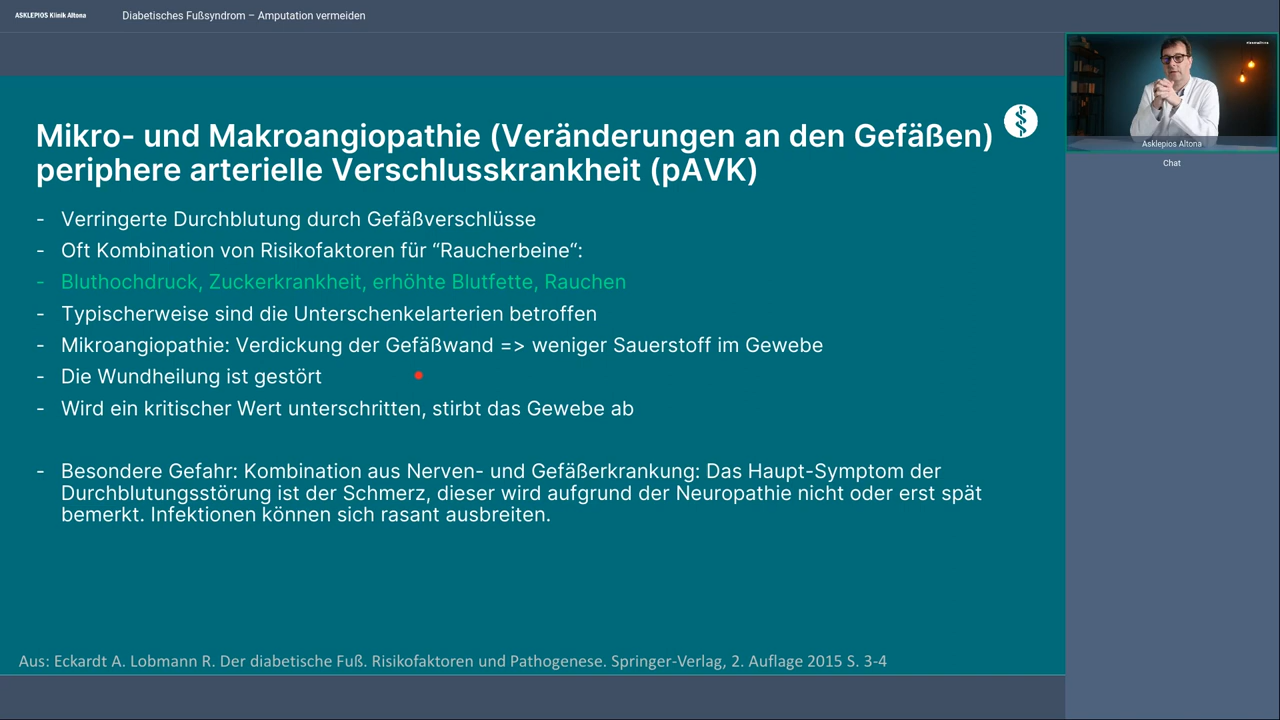 ASKLEPIOS Klinik Altona
Diabetisches Fußsyndrom – Amputation vermeiden
Mikro- und Makroangiopathie (Veränderungen an den Gefäßen)
periphere arterielle Verschlusskrankheit (pAVK)
- Verringerte Durchblutung durch Gefäßverschlüsse
- Oft Kombination von Risikofaktoren für “Raucherbeine“:
- Bluthochdruck, Zuckerkrankheit, erhöhte Blutfette, Rauchen
- Typischerweise sind die Unterschenkelarterien betroffen
- Mikroangiopathie: Verdickung der Gefäßwand => weniger Sauerstoff im Gewebe
- Die Wundheilung ist gestört
- Wird ein kritischer Wert unterschritten, stirbt das Gewebe ab
- Besondere Gefahr: Kombination aus Nerven- und Gefäßerkrankung: Das Haupt-Symptom der
Durchblutungsstörung ist der Schmerz, dieser wird aufgrund der Neuropathie nicht oder erst spät
bemerkt. Infektionen können sich rasant ausbreiten.
Aus: Eckardt A. Lobmann R. Der diabetische Fuß. Risikofaktoren und Pathogenese. Springer-Verlag, 2. Auflage 2015 S. 3-4
Asklepios Altona
Chat